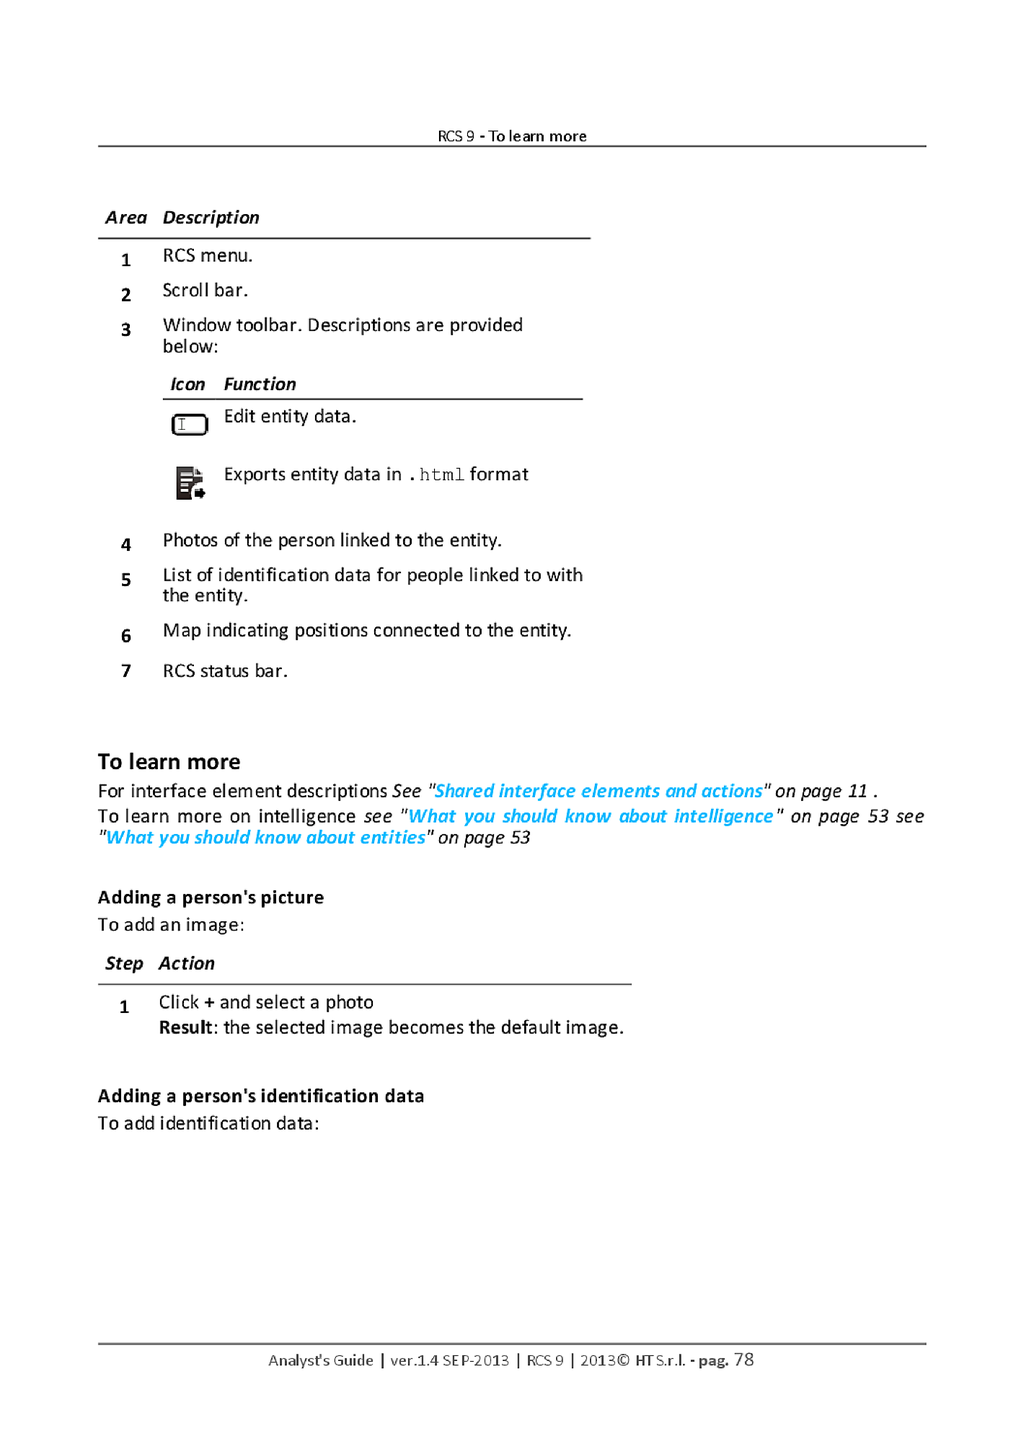 RCS 9 - To learn more
Area Description
1 RCS menu.
2 Scroll bar.
3 Window toolbar. Descriptions are provided
below:
Icon Function
Edit entity data.
Exports entity data in .html format
4 Photos of the person linked to the entity.
5 List of identification data for people linked to with
the entity.
6 Map indicating positions connected to the entity.
7 RCS status bar.
To learn more
For interface element descriptions See "Shared interface elements and actions" on page 11 .
To learn more on intelligence see "What you should know about intelligence" on page 53 see
"What you should know about entities" on page 53
Adding a person's picture
To add an image:
Step Action
1 Click + and select a photo
Result: the selected image becomes the default image.
Adding a person's identification data
To add identification data:
Analyst's Guide | ver.1.4 SEP-2013 | RCS 9 | 2013© HT S.r.l. - pag. 78